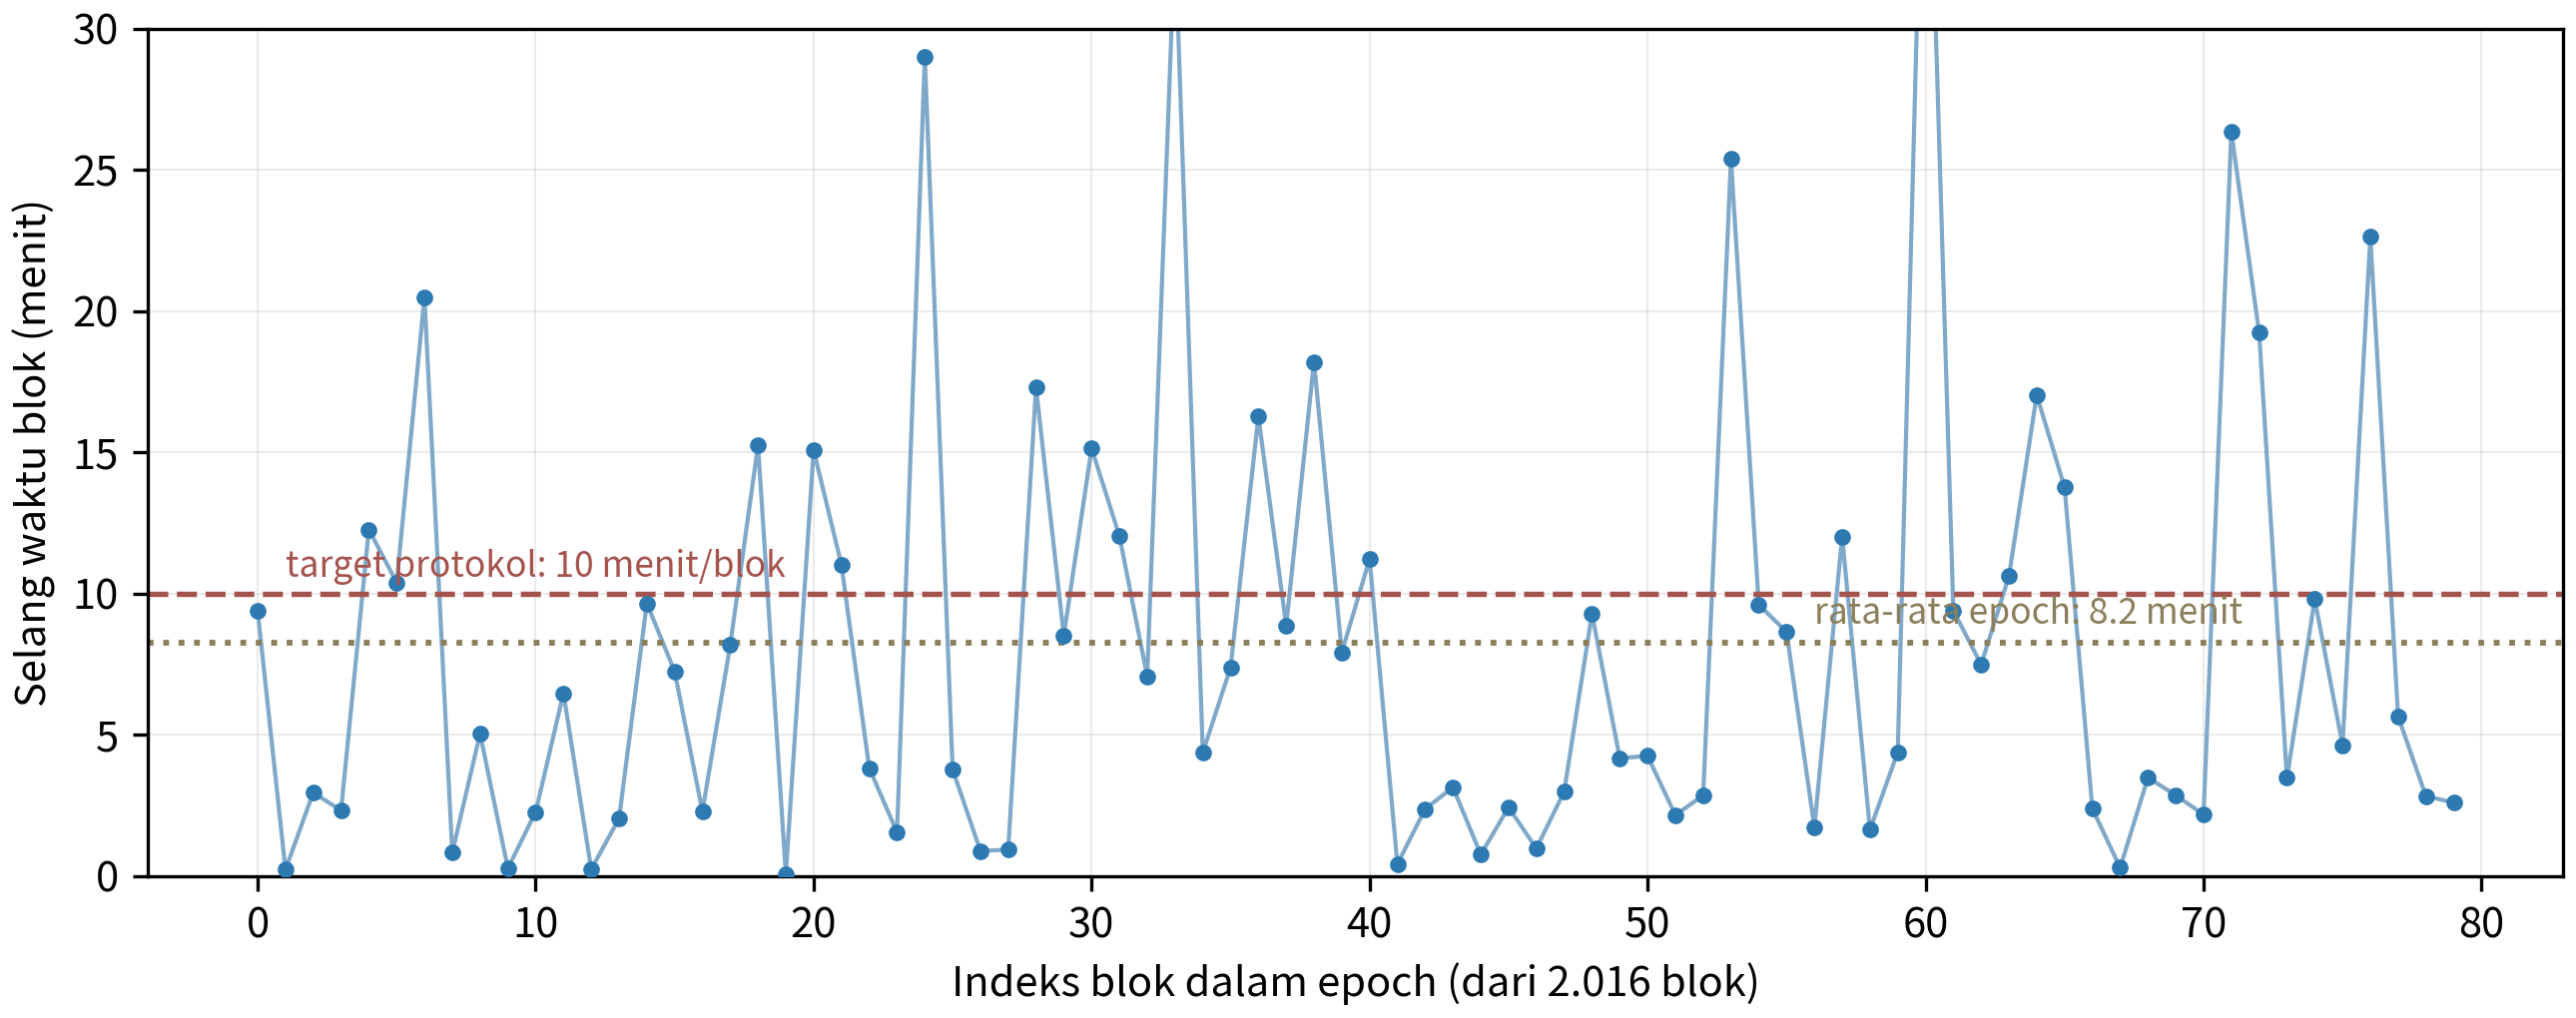 Selang waktu blok (menit)
30
25
20
15
10
5
0
target protokol: 10 menit/blok
rata-rata epoch: 8.2 menit
0 10 20 30 40 50 60 70 80
Indeks blok dalam epoch (dari 2.016 blok)